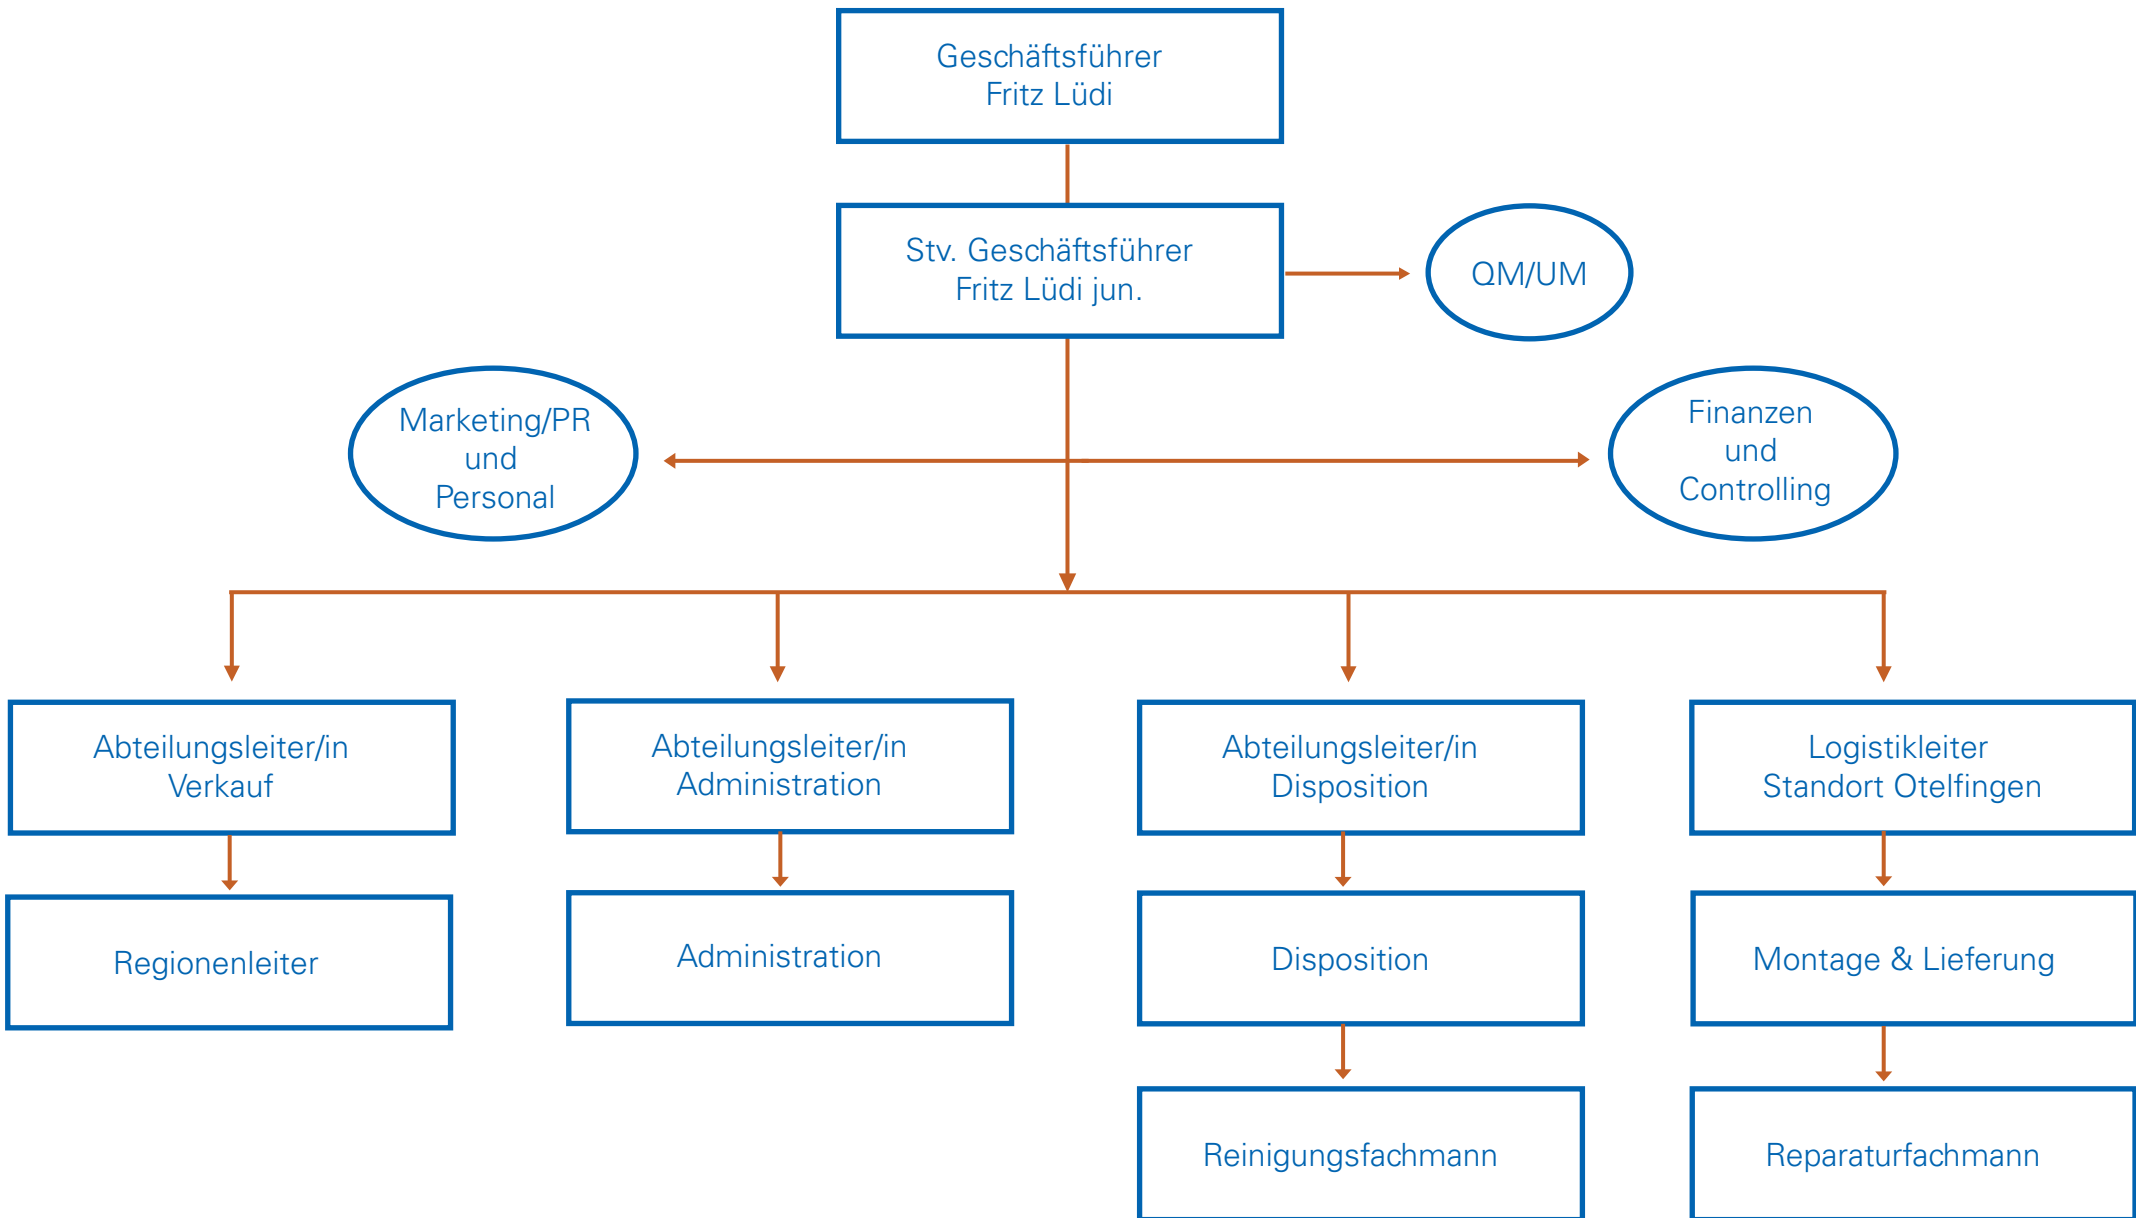 Geschäftsführer
Fritz Lüdi
Stv. Geschäftsführer
Fritz Lüdi jun.
QM/UM
Marketing/PR
und
Personal
Finanzen
und
Controlling
Abteilungsleiter/in
Verkauf
Abteilungsleiter/in
Administration
Abteilungsleiter/in
Disposition
Logistikleiter
Standort Otelfingen
Regionenleiter
Administration
Disposition
Montage & Lieferung
Reinigungsfachmann
Reparaturfachmann